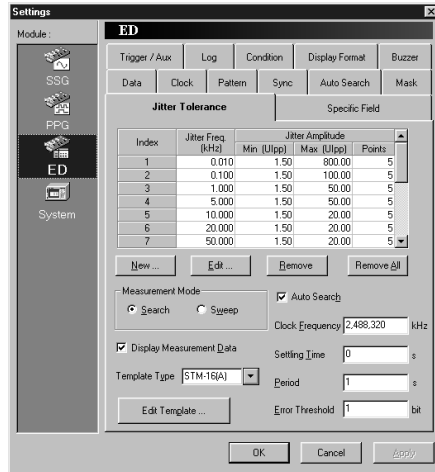 Settings
Module :
SSG
PPG
ED
System
ED
Trigger / Aux Log Condition Display Format Buzzer
Data Clock Pattern Sync Auto Search Mask
Jitter Tolerance Specific Field
Index Jitter Freq. (kHz) Jitter Amplitude
Min (UIpp) Max (UIpp) Points
1 0.010 1.50 800.00 5
2 0.100 1.50 100.00 5
3 1.000 1.50 50.00 5
4 5.000 1.50 50.00 5
5 10.000 1.50 20.00 5
6 20.000 1.50 20.00 5
7 50.000 1.50 20.00 5
New ... Edit ... Remove Remove All
Measurement Mode
Search Sweep
Auto Search
Clock Frequency 2,488,320 kHz
Display Measurement Data
Settling Time 0 s
Template Type STM-16(A)
Period 1 s
Edit Template ...
Error Threshold 1 bit
OK Cancel Apply